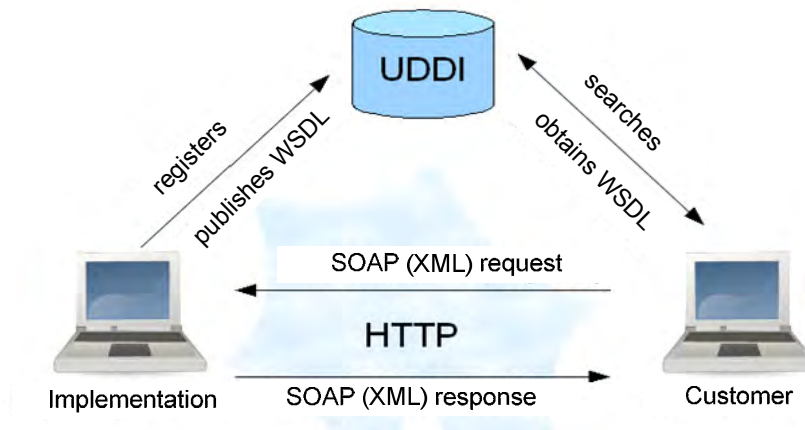 UDDI
registers
publishes WSDL
searches
obtains WSDL
SOAP (XML) request
HTTP
SOAP (XML) response
Implementation
Customer